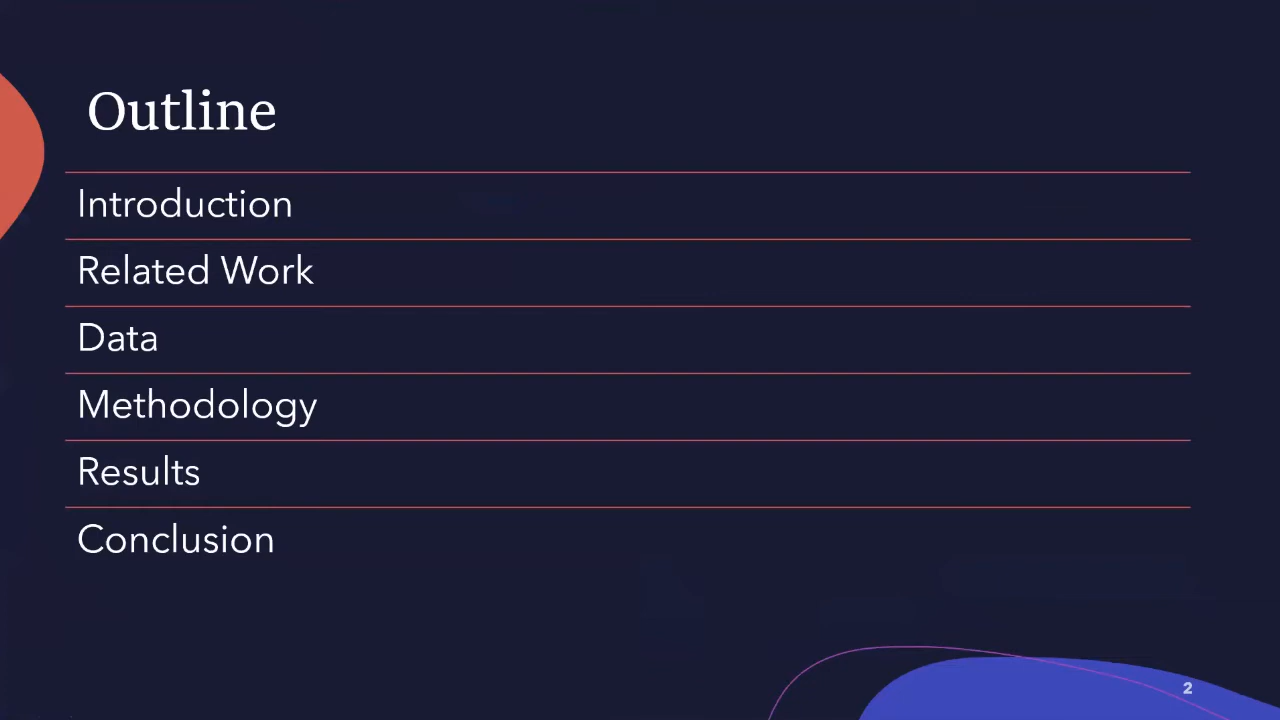 Outline
Introduction
Related Work
Data
Methodology
Results
Conclusion
2